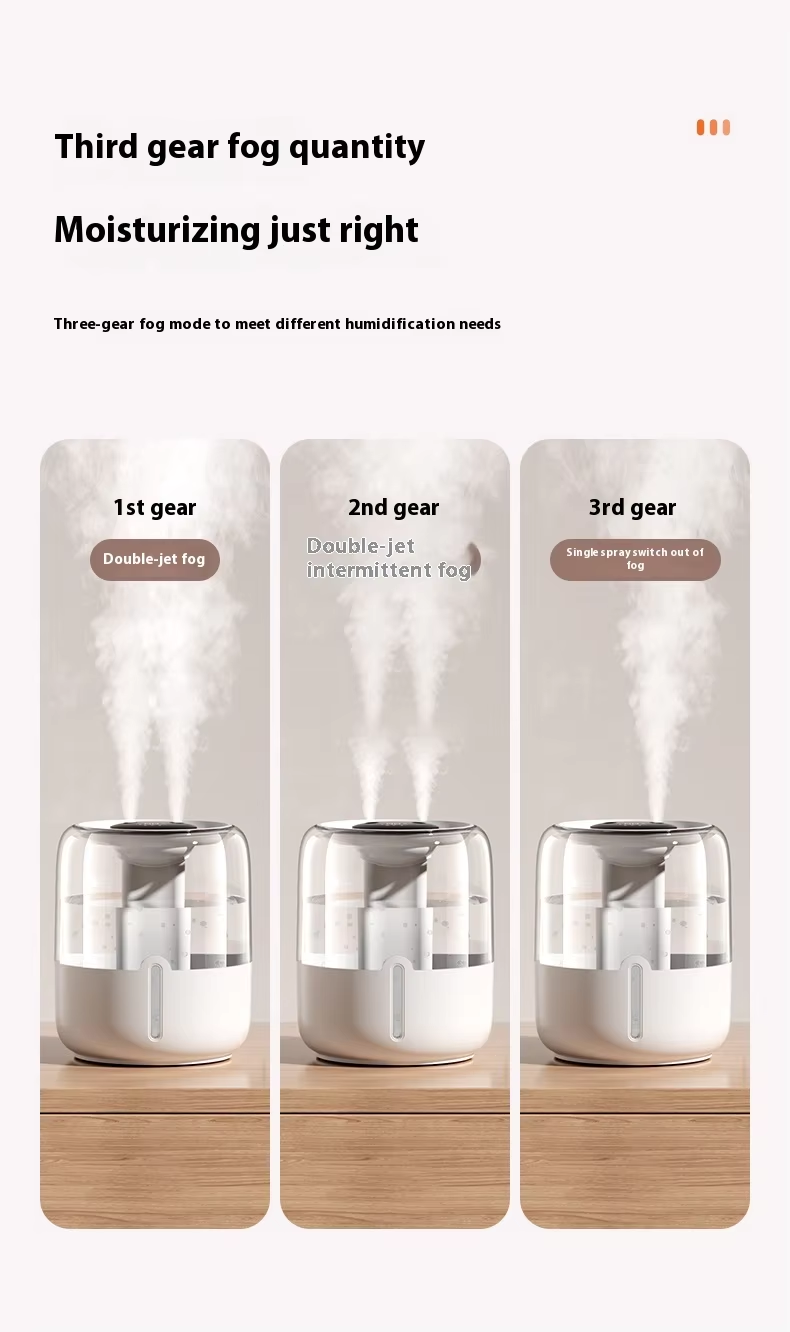 Third gear fog quantity
Moisturizing just right
Three-gear fog mode to meet different humidification needs
1st gear
Double-jet fog
2nd gear
Double-jet
intermittent fog
3rd gear
Single spray switch out of
fog